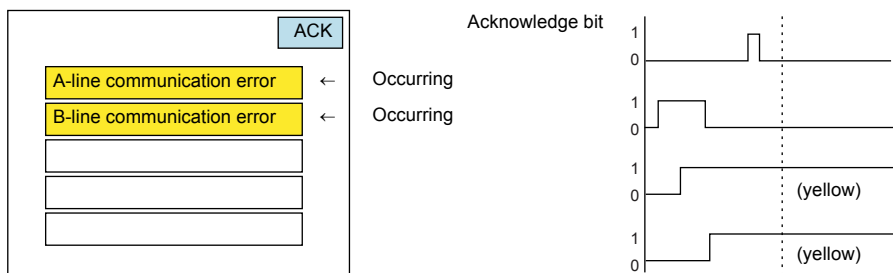 ACK
A-line communication error ← Occurring
B-line communication error ← Occurring
Acknowledge bit
1
0
1
0
1
0
(yellow)
1
0
(yellow)